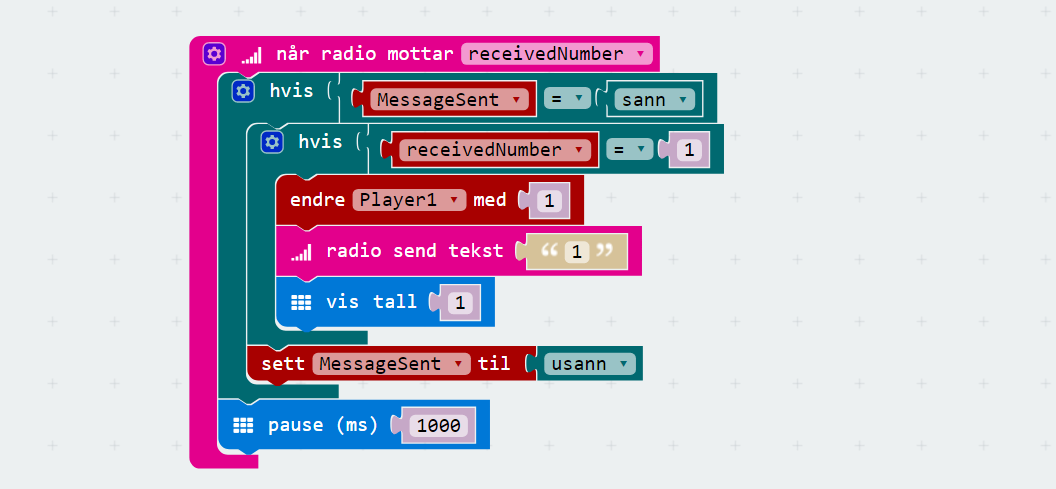 når radio mottar receivedNumber
hvis MessageSent = sann
hvis receivedNumber = 1
endre Player1 med 1
radio send tekst “ 1 ”
vis tall 1
sett MessageSent til usann
pause (ms) 1000